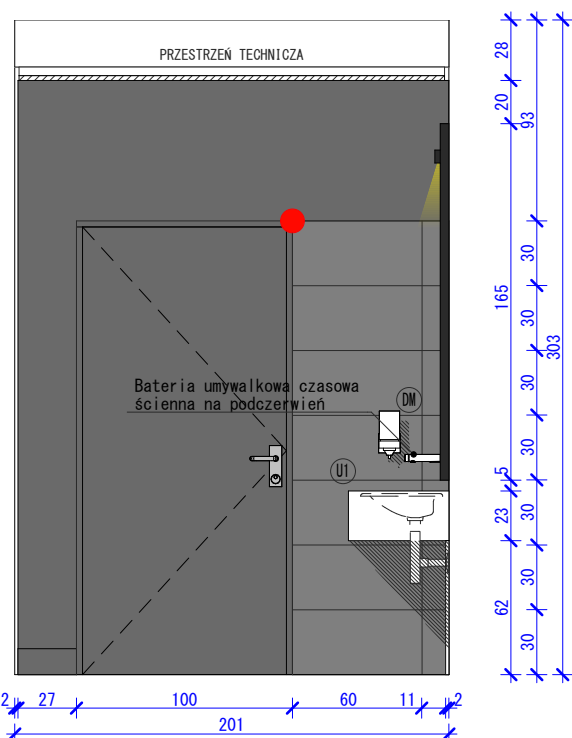 PRZESTRZEŃ TECHNICZA
28
20
93
30
30
165
303
30
Bateria umywalkowa czasowa
ścienna na podczerwień
DM
30
U1
5
23
30
30
62
30
2 27 100 60 11 2
201